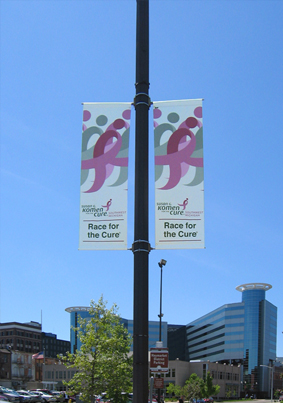 SUSAN G.
Komen
FOR THE
cure
Race for
the Cure®
SUSAN G.
Komen
FOR THE
cure
Race for
the Cure®